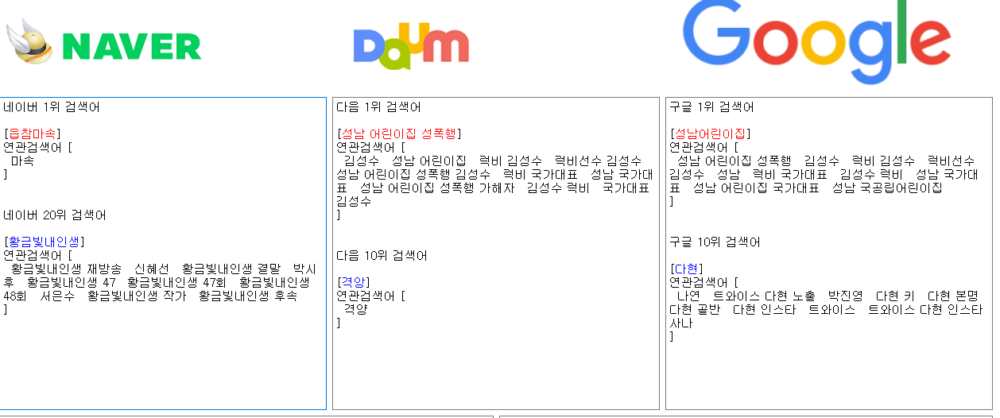 NAVER
Daum
Google
네이버 1위 검색어
[읍참마속]
연관검색어 [
마속
]
네이버 20위 검색어
[황금빛내인생]
연관검색어 [
황금빛내인생 재방송 신혜선 황금빛내인생 결말 박시
후 황금빛내인생 47 황금빛내인생 47회 황금빛내인생
48회 서은수 황금빛내인생 작가 황금빛내인생 후속
]
다음 1위 검색어
[성남 어린이집 성폭행]
연관검색어 [
김성수 성남 어린이집 럭비 김성수 럭비선수 김성수
성남 어린이집 성폭행 김성수 럭비 국가대표 성남 국가대
표 성남 어린이집 성폭행 가해자 김성수 럭비 국가대표
김성수
]
다음 10위 검색어
[격앙]
연관검색어 [
격앙
]
구글 1위 검색어
[성남어린이집]
연관검색어 [
성남 어린이집 성폭행 김성수 럭비 김성수 럭비선수
김성수 성남 럭비 국가대표 김성수 럭비 성남 국가대
표 성남 어린이집 국가대표 성남 국공립어린이집
]
구글 10위 검색어
[다현]
연관검색어 [
나연 트와이스 다현 노출 박진영 다현 키 다현 본명
다현 골반 다현 인스타 트와이스 트와이스 다현 인스타
사나
]